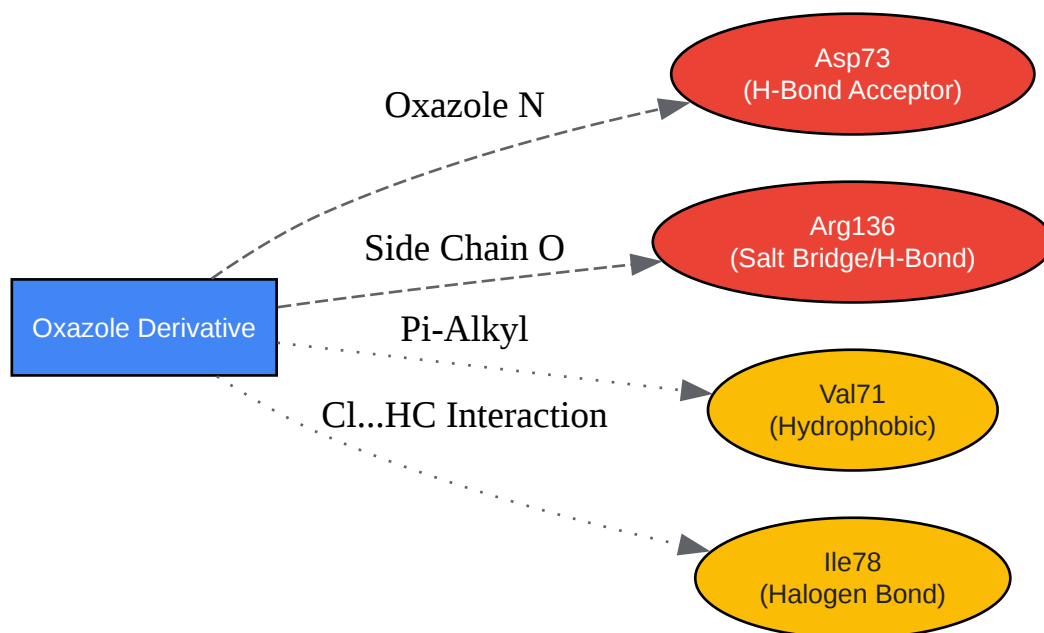 Asp73
(H-Bond Acceptor)
Oxazole N
Arg136
(Salt Bridge/H-Bond)
Side Chain O
Oxazole Derivative
Pi-Alkyl
Val71
(Hydrophobic)
Cl...HC Interaction
Ile78
(Halogen Bond)